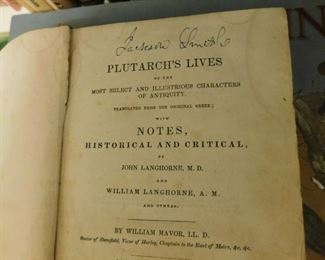 Jackson Smith
PLUTARCH'S LIVES
OF THE
MOST SELECT AND ILLUSTRIOUS CHARACTERS
OF ANTIQUITY.
TRANSLATED FROM THE ORIGINAL GREEK;
WITH
NOTES,
HISTORICAL AND CRITICAL,
BY
JOHN LANGHORNE, M. D.
AND
WILLIAM LANGHORNE, A. M.
AND OTHERS.
BY WILLIAM MAVOR, LL. D.
Rector of Stonesfield, Vicar of Hurley, Chaplain to the Earl of Moira, &c. &c.